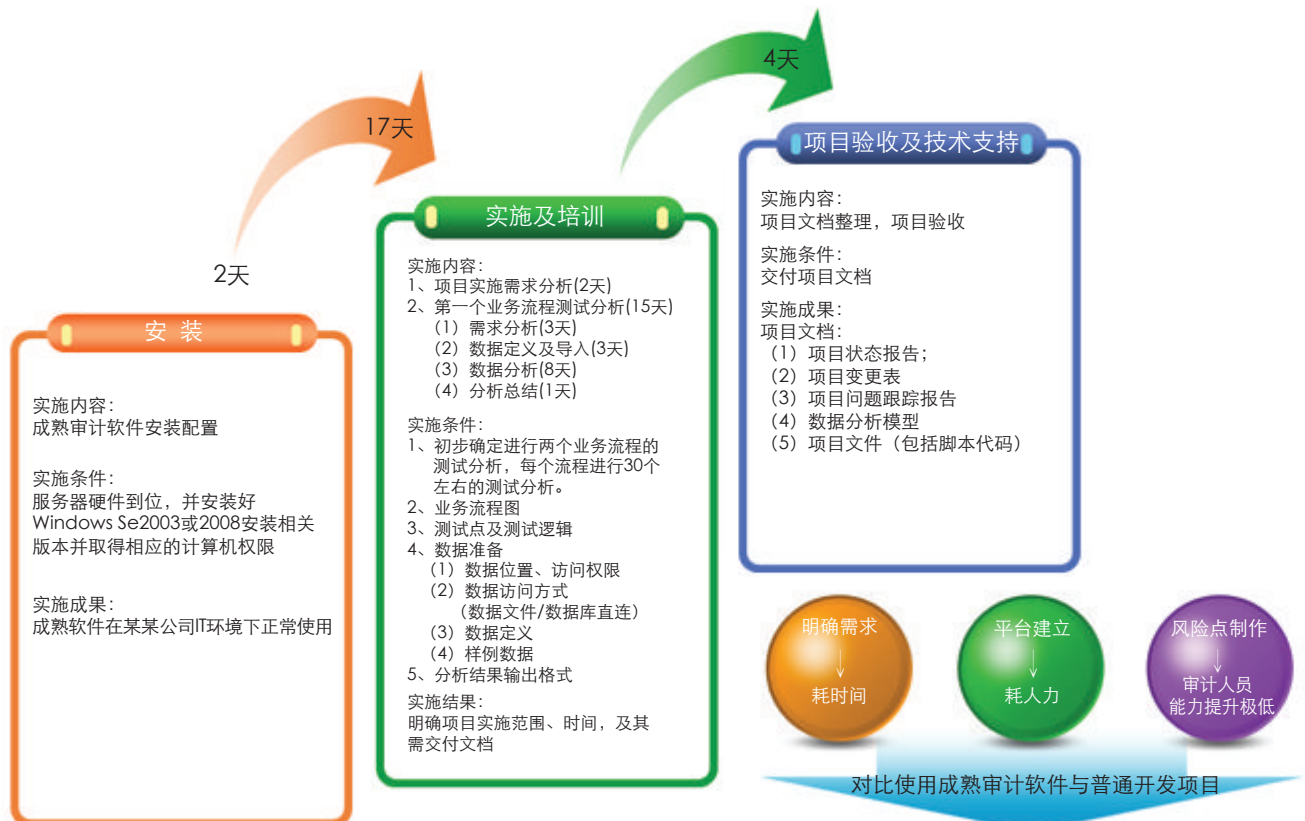 2天
安 装
实施内容：
成熟审计软件安装配置
实施条件：
服务器硬件到位，并安装好
Windows Se2003或2008安装相关
版本并取得相应的计算机权限
实施成果：
成熟软件在某某公司IT环境下正常使用
17天
实施及培训
实施内容：
1、项目实施需求分析(2天)
2、第一个业务流程测试分析(15天)
（1）需求分析(3天)
（2）数据定义及导入(3天)
（3）数据分析(8天)
（4）分析总结(1天)
实施条件：
1、初步确定进行两个业务流程的
测试分析，每个流程进行30个
左右的测试分析。
2、业务流程图
3、测试点及测试逻辑
4、数据准备
（1）数据位置、访问权限
（2）数据访问方式
（数据文件/数据库直连）
（3）数据定义
（4）样例数据
5、分析结果输出格式
实施结果：
明确项目实施范围、时间，及其
需交付文档
4天
项目验收及技术支持
实施内容：
项目文档整理，项目验收
实施条件：
交付项目文档
实施成果：
项目文档：
（1）项目状态报告；
（2）项目变更表
（3）项目问题跟踪报告
（4）数据分析模型
（5）项目文件（包括脚本代码）
明确需求
↓
耗时间
平台建立
↓
耗人力
风险点制作
↓
审计人员
能力提升极低
对比使用成熟审计软件与普通开发项目